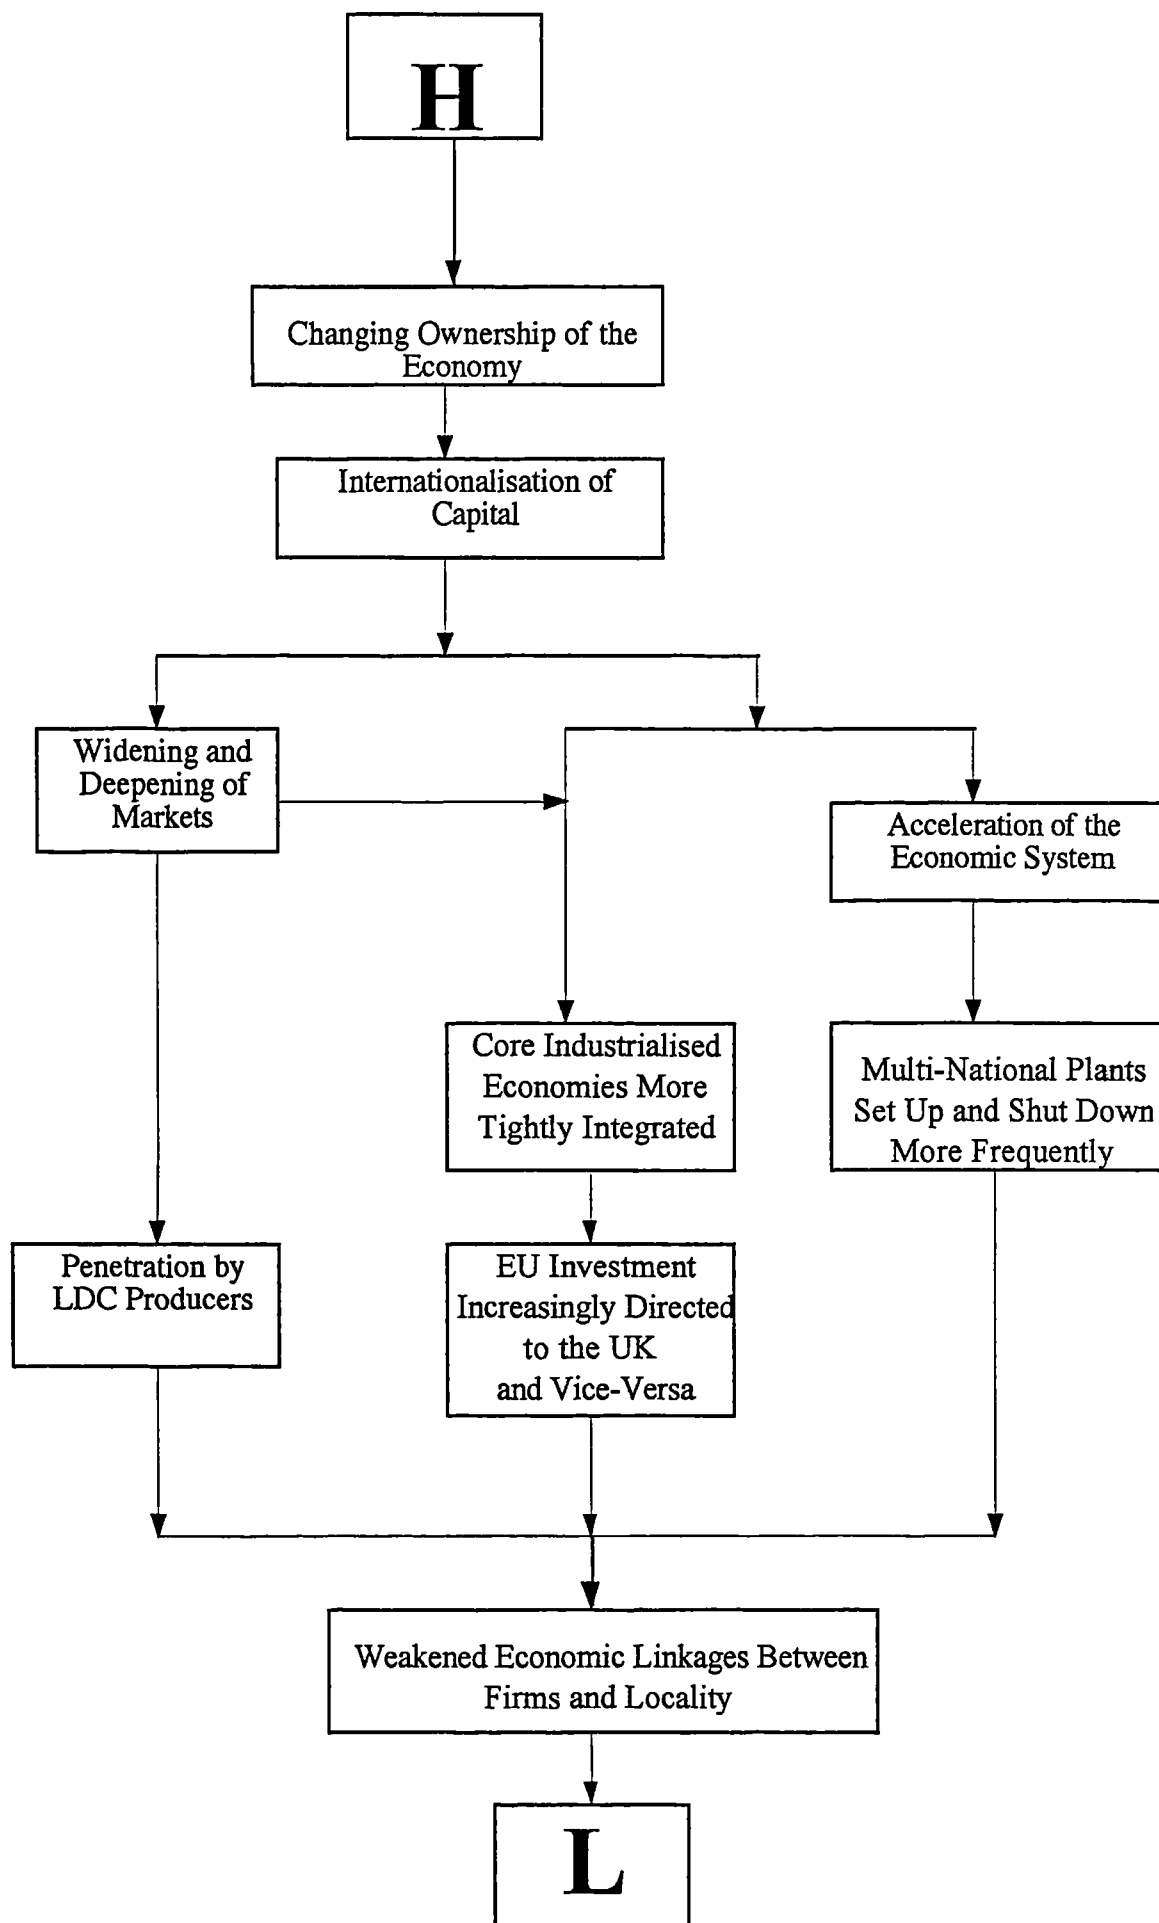 H
Changing Ownership of the
Economy
Internationalisation of
Capital
Widening and
Deepening of
Markets
Acceleration of the
Economic System
Core Industrialised
Economies More
Tightly Integrated
Multi-National Plants
Set Up and Shut Down
More Frequently
Penetration by
LDC Producers
EU Investment
Increasingly Directed
to the UK
and Vice-Versa
Weakened Economic Linkages Between
Firms and Locality
L